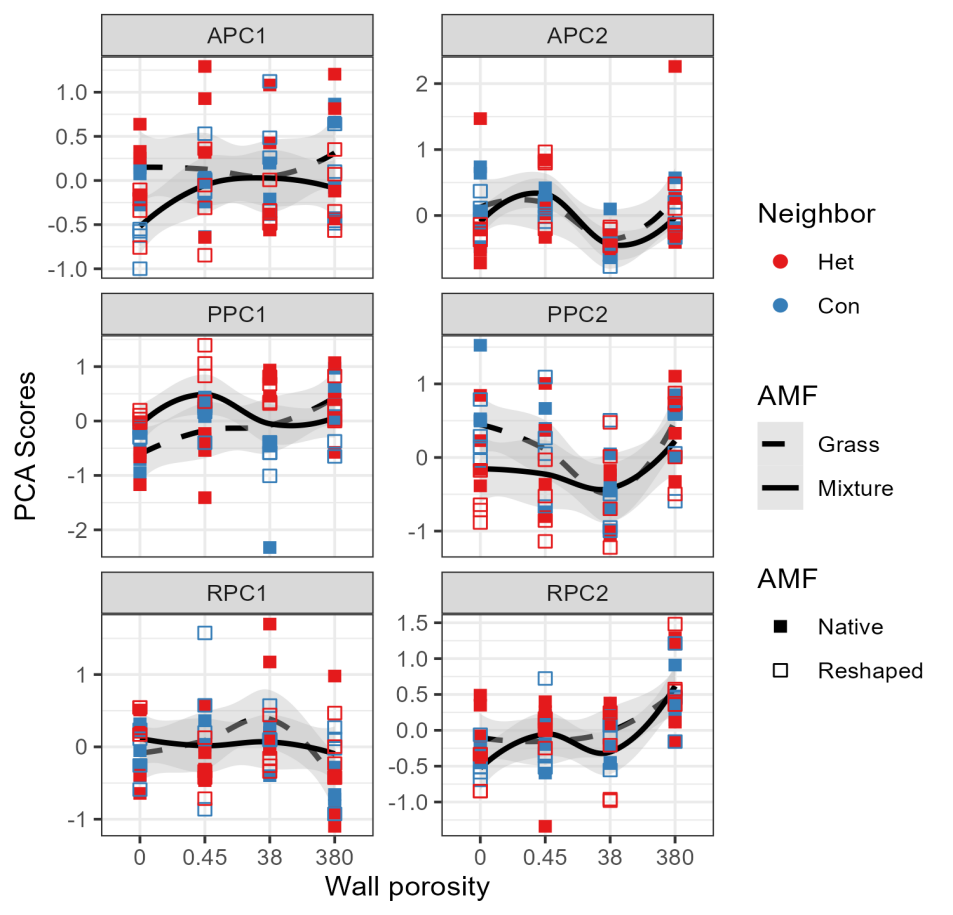 APC1 APC2
1.0
0.5
0.0
-0.5
-1.0
2
1
0
PPC1 PPC2
1
0
-1
-2
1
0
-1
RPC1 RPC2
1
0
-1
1.5
1.0
0.5
0.0
-0.5
-1.0
0 0.45 38 380 0 0.45 38 380
Wall porosity
PCA Scores
Neighbor
Het
Con
AMF
Grass
Mixture
AMF
Native
Reshaped